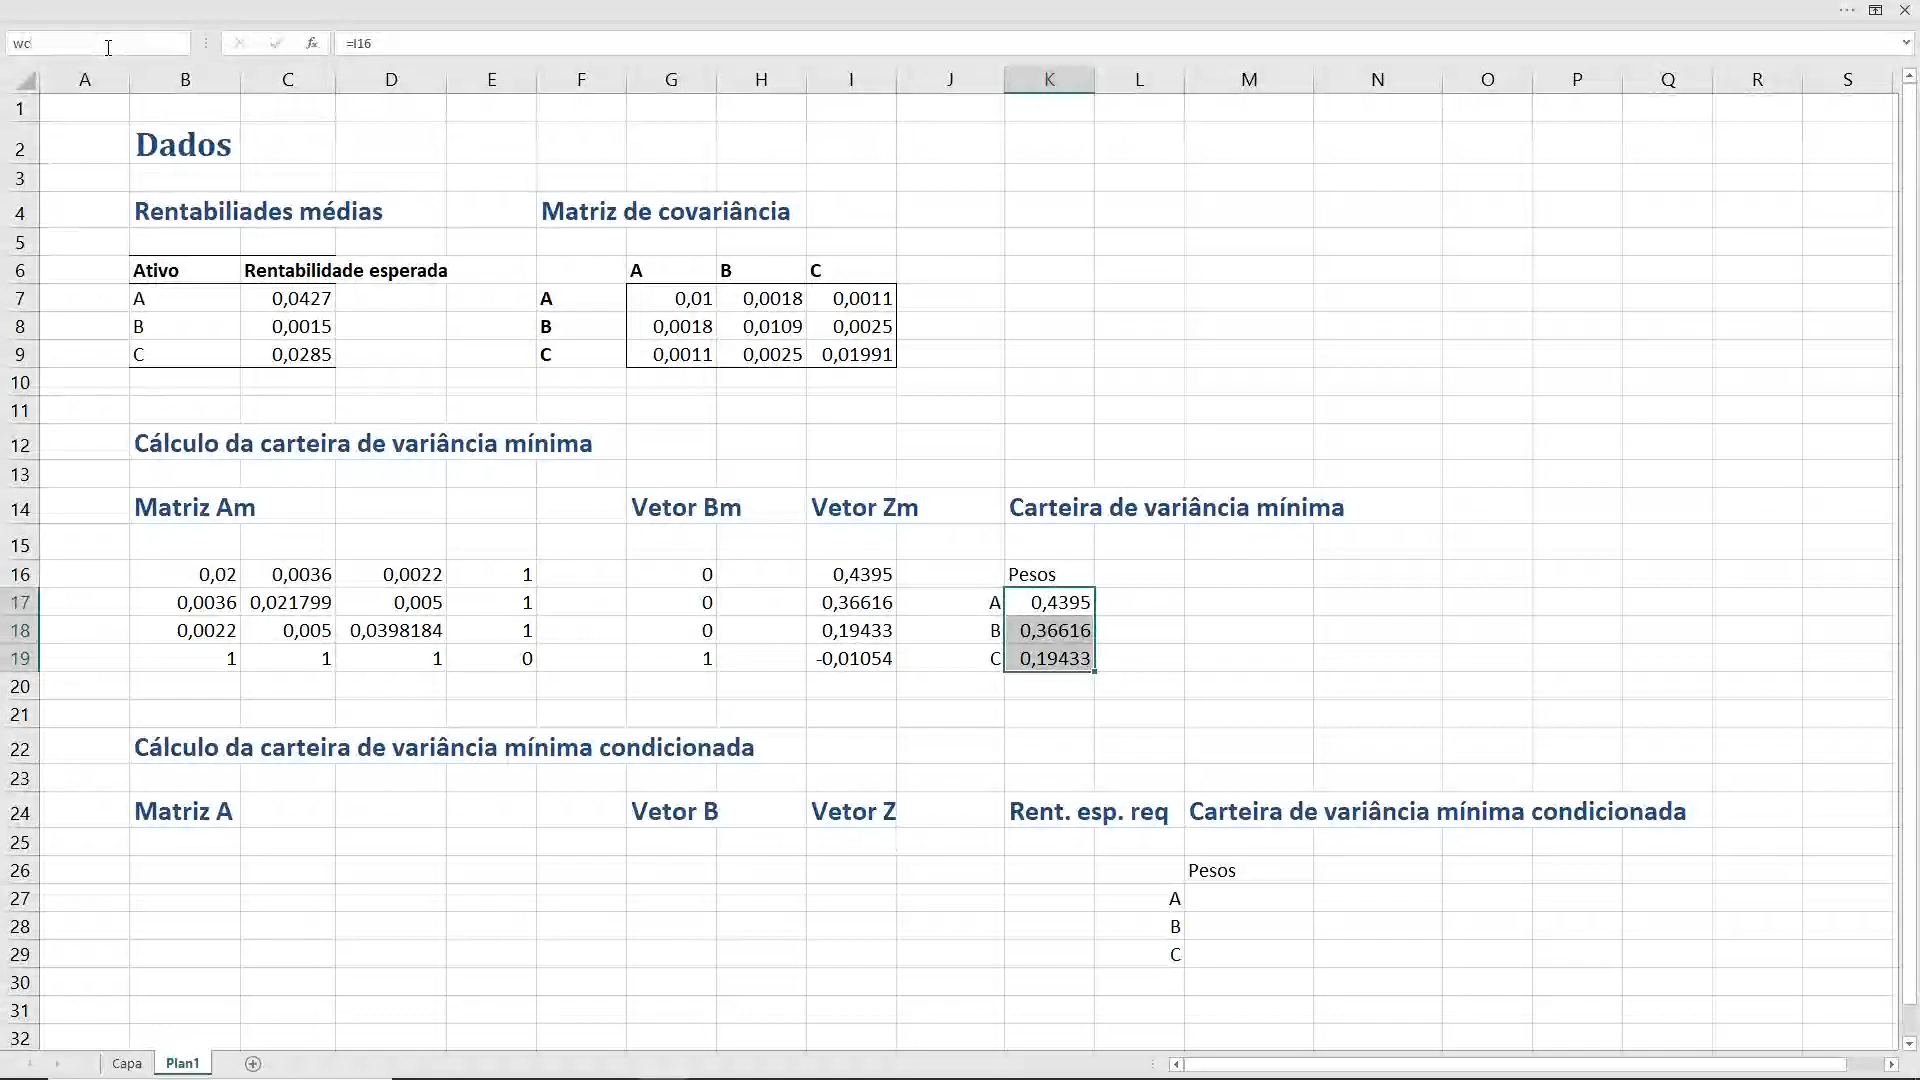 wc
fx
=I16
A B C D E F G H I J K L M N O P Q R S
1
2 Dados
3
4 Rentabiliades médias Matriz de covariância
5
6 Ativo Rentabilidade esperada A B C
7 A 0,0427 A 0,01 0,0018 0,0011
8 B 0,0015 B 0,0018 0,0109 0,0025
9 C 0,0285 C 0,0011 0,0025 0,01991
10
11
12 Cálculo da carteira de variância mínima
13
14 Matriz Am Vetor Bm Vetor Zm Carteira de variância mínima
15
16 0,02 0,0036 0,0022 1 0 0,4395 Pesos
17 0,0036 0,021799 0,005 1 0 0,36616 A 0,4395
18 0,0022 0,005 0,0398184 1 0 0,19433 B 0,36616
19 1 1 1 0 1 -0,01054 C 0,19433
20
21
22 Cálculo da carteira de variância mínima condicionada
23
24 Matriz A Vetor B Vetor Z Rent. esp. req Carteira de variância mínima condicionada
25
26 Pesos
27 A
28 B
29 C
30
31
32
Capa Plan1